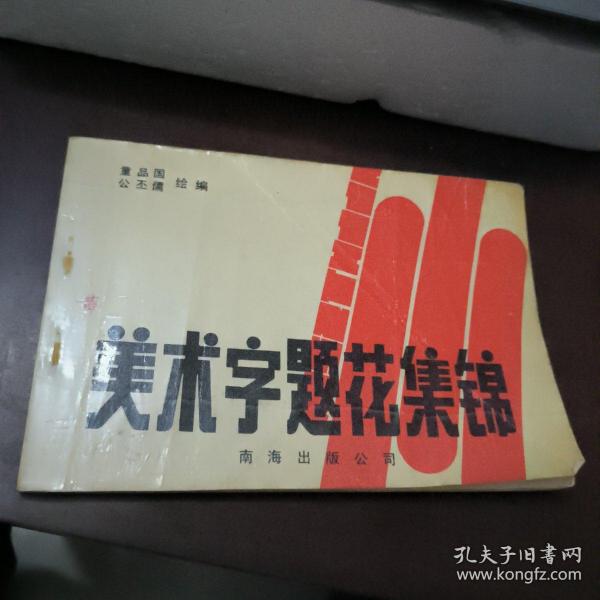 童品国
公丕儒 绘编
美术字题花集锦
南海出版公司
孔夫子旧書网
www.kongfz.com